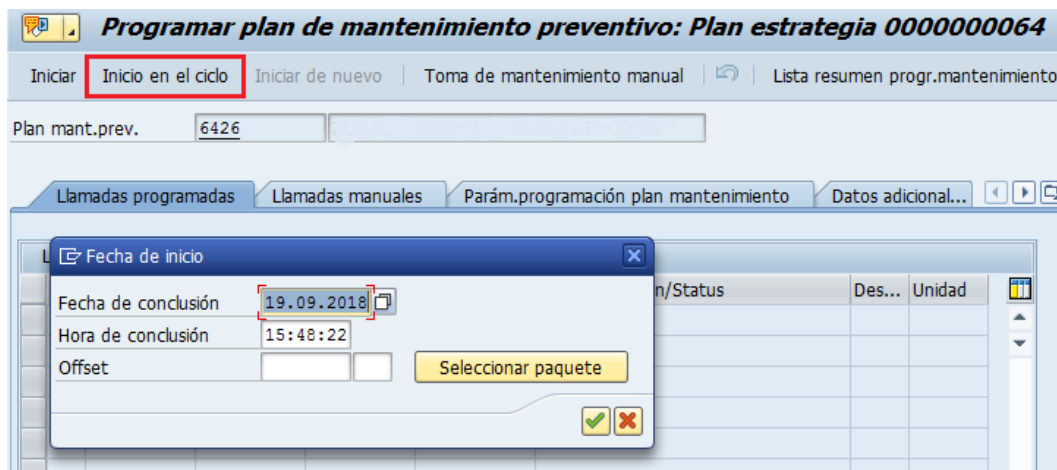 Programar plan de mantenimiento preventivo: Plan estrategia 0000000064
Iniciar Inicio en el ciclo Iniciar de nuevo Toma de mantenimiento manual Lista resumen progr.mantenimiento
Plan mant.prev. 6426
Llamadas programadas Llamadas manuales Parám.programación plan mantenimiento Datos adicional...
Fecha de inicio
n/Status Des... Unidad
Fecha de conclusión 19.09.2018
Hora de conclusión 15:48:22
Offset Seleccionar paquete